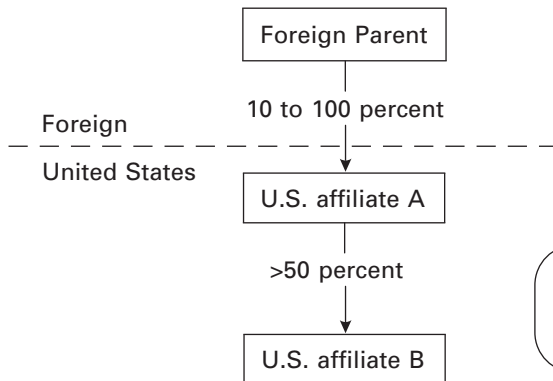 Foreign Parent
10 to 100 percent
Foreign
United States
U.S. affiliate A
>50 percent
U.S. affiliate B